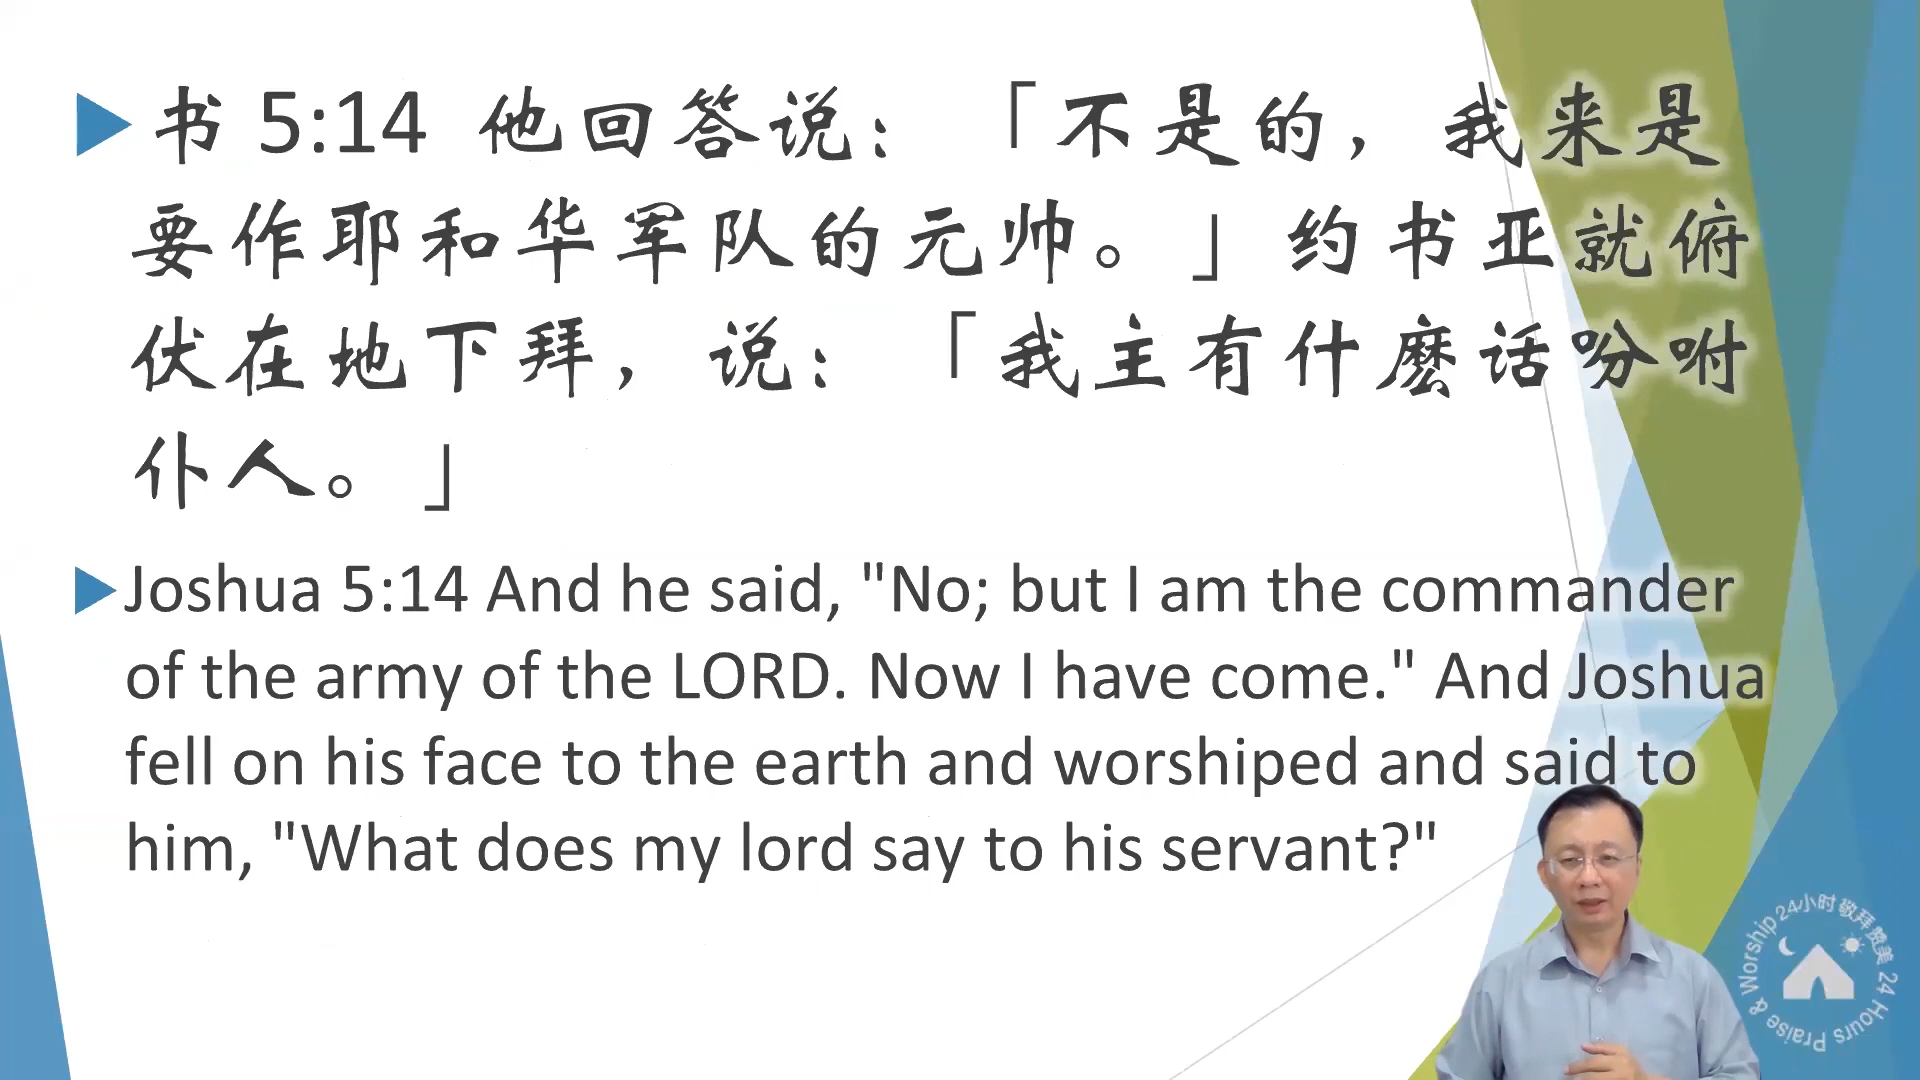 书 5:14 他回答说：「不是的，我来是
要作耶和华军队的元帅。」约书亚就俯
伏在地下拜，说：「我主有什麽话吩咐
仆人。」
Joshua 5:14 And he said, "No; but I am the commander
of the army of the LORD. Now I have come." And Joshua
fell on his face to the earth and worshiped and said to
him, "What does my lord say to his servant?"
24小时敬拜赞美 24 Hours Praise & Worship